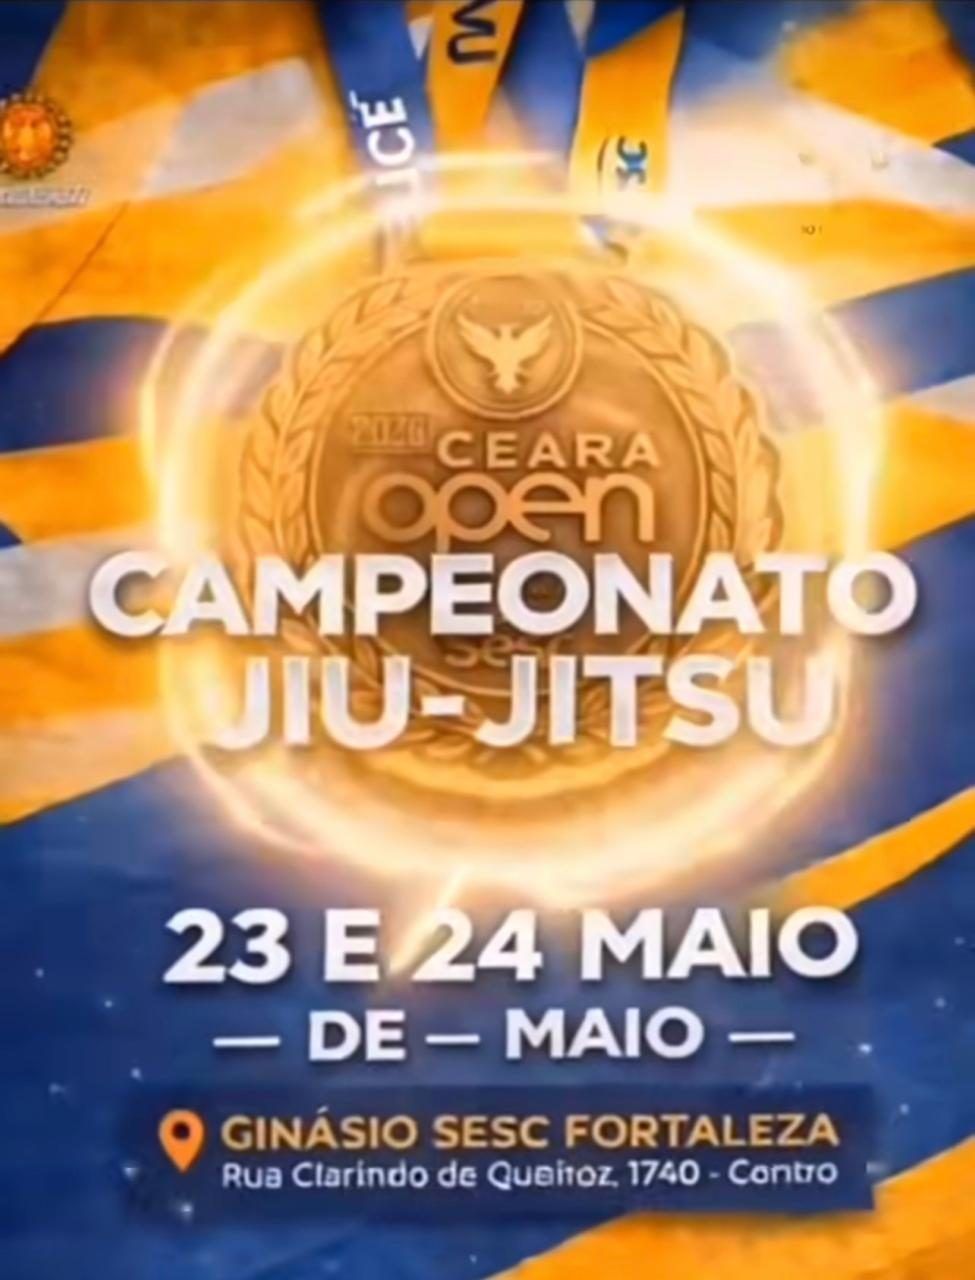 CEARA
open
CAMPEONATO
sesc
JIU-JITSU
23 E 24 MAIO
— DE — MAIO —
GINÁSIO SESC FORTALEZA
Rua Clarindo de Queiroz, 1740 - Centro